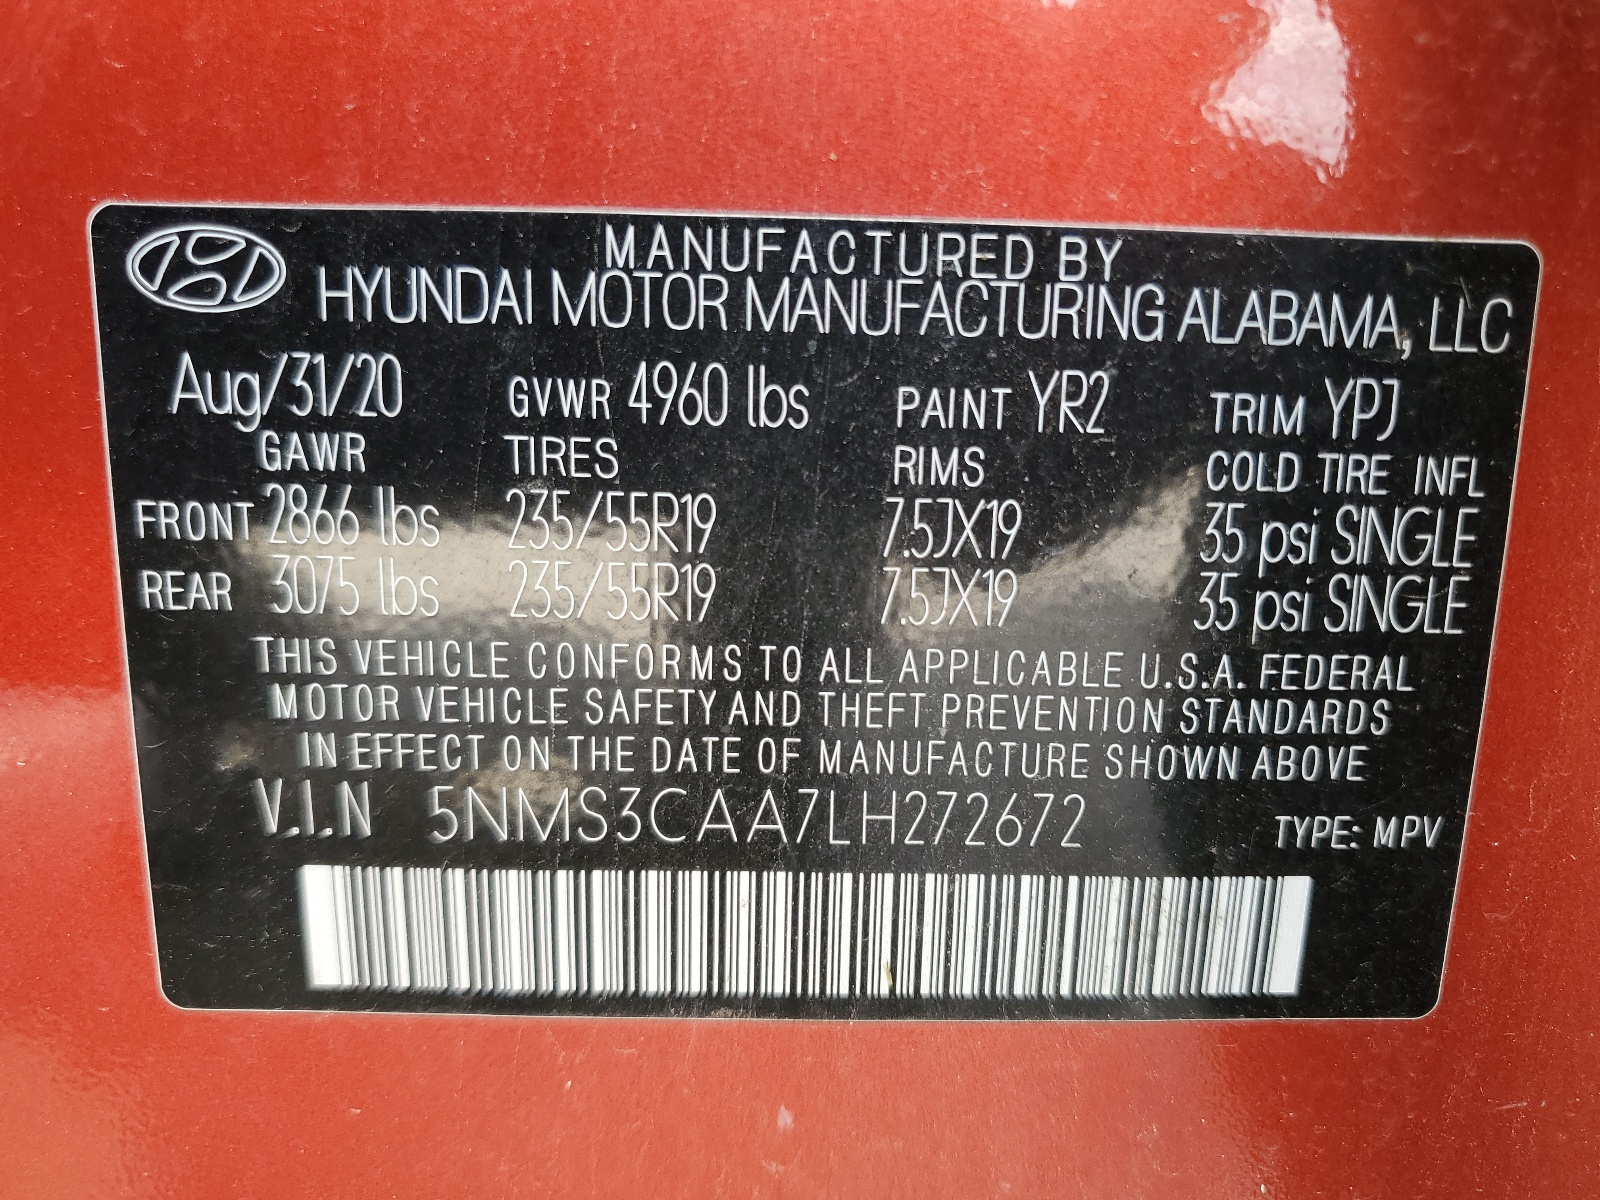 MANUFACTURED BY
HYUNDAI MOTOR MANUFACTURING ALABAMA, LLC
Aug/31/20 GVWR 4960 lbs PAINT YR2 TRIM YPJ
GAWR TIRES RIMS COLD TIRE INFL
FRONT 2866 lbs 235/55R19 7.5JX19 35 psi SINGLE
REAR 3075 lbs 235/55R19 7.5JX19 35 psi SINGLE
THIS VEHICLE CONFORMS TO ALL APPLICABLE U.S.A. FEDERAL
MOTOR VEHICLE SAFETY AND THEFT PREVENTION STANDARDS
IN EFFECT ON THE DATE OF MANUFACTURE SHOWN ABOVE
V.I.N 5NMS3CAA7LH272672 TYPE: MPV